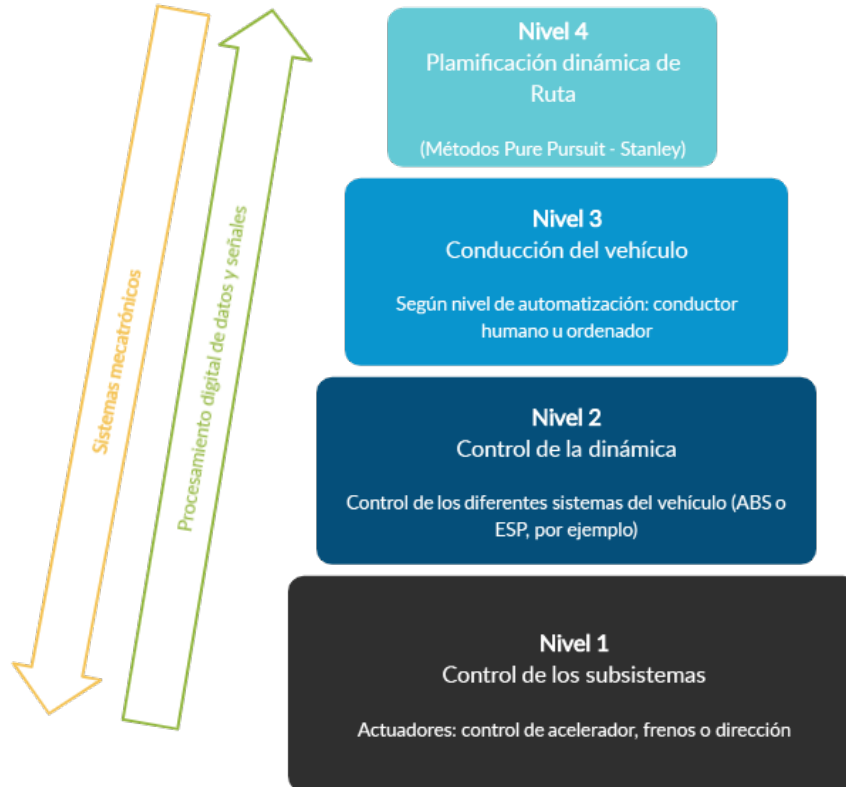 Nivel 4
Plamificación dinámica de
Ruta
(Métodos Pure Pursuit - Stanley)
Nivel 3
Conducción del vehículo
Según nivel de automatización: conductor
humano u ordenador
Nivel 2
Control de la dinámica
Control de los diferentes sistemas del vehículo (ABS o
ESP, por ejemplo)
Nivel 1
Control de los subsistemas
Actuadores: control de acelerador, frenos o dirección
Sistemas mecatrónicos
Procesamiento digital de datos y señales